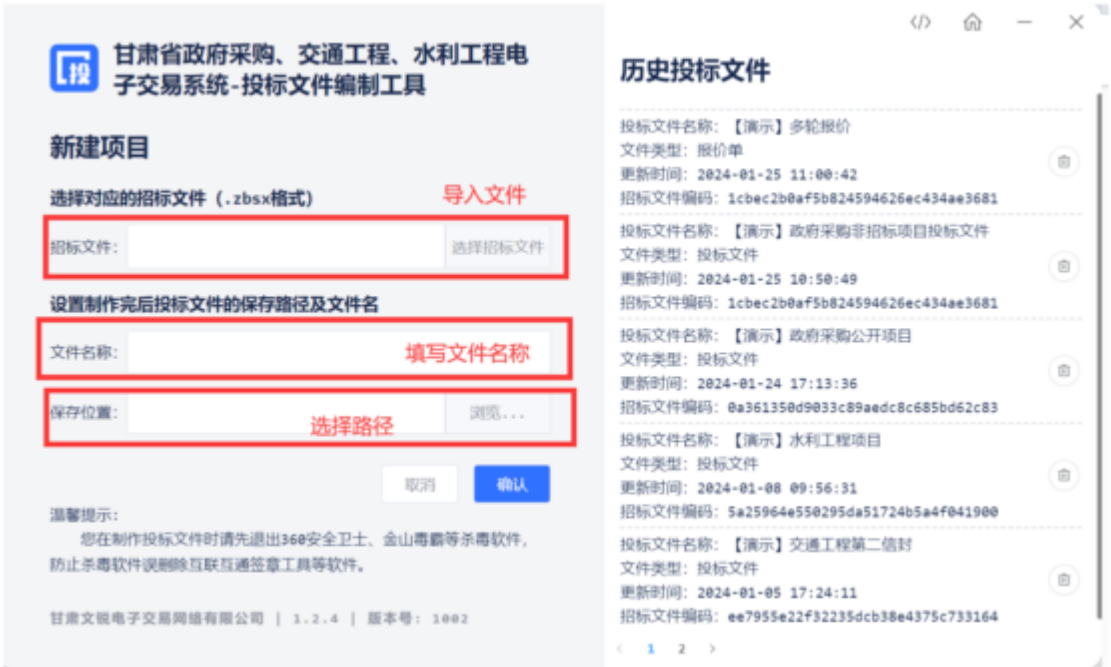 投
甘肃省政府采购、交通工程、水利工程电
子交易系统-投标文件编制工具
新建项目
选择对应的招标文件（.zbsx格式）
导入文件
招标文件：
选择招标文件
设置制作完后投标文件的保存路径及文件名
文件名称：
填写文件名称
保存位置：
选择路径
浏览...
取消
确认
温馨提示：
您在制作投标文件时请先退出360安全卫士、金山毒霸等杀毒软件，
防止杀毒软件误删除互联互通签章工具等软件。
甘肃文锐电子交易网络有限公司 | 1.2.4 | 版本号: 1002
历史投标文件
投标文件名称：【演示】多轮报价
文件类型：报价单
更新时间：2024-01-25 11:00:42
招标文件编码：1cbec2b0af5b824594626ec434ae3681
投标文件名称：【演示】政府采购非招标项目投标文件
文件类型：投标文件
更新时间：2024-01-25 10:50:49
招标文件编码：1cbec2b0af5b824594626ec434ae3681
投标文件名称：【演示】政府采购公开项目
文件类型：投标文件
更新时间：2024-01-24 17:13:36
招标文件编码：0a361350d9033c89aedc8c685bd62c83
投标文件名称：【演示】水利工程项目
文件类型：投标文件
更新时间：2024-01-08 09:56:31
招标文件编码：5a25964e550295da51724b5a4f041900
投标文件名称：【演示】交通工程第二信封
文件类型：投标文件
更新时间：2024-01-05 17:24:11
招标文件编码：ee7955e22f32235dcb38e4375c733164
1 2